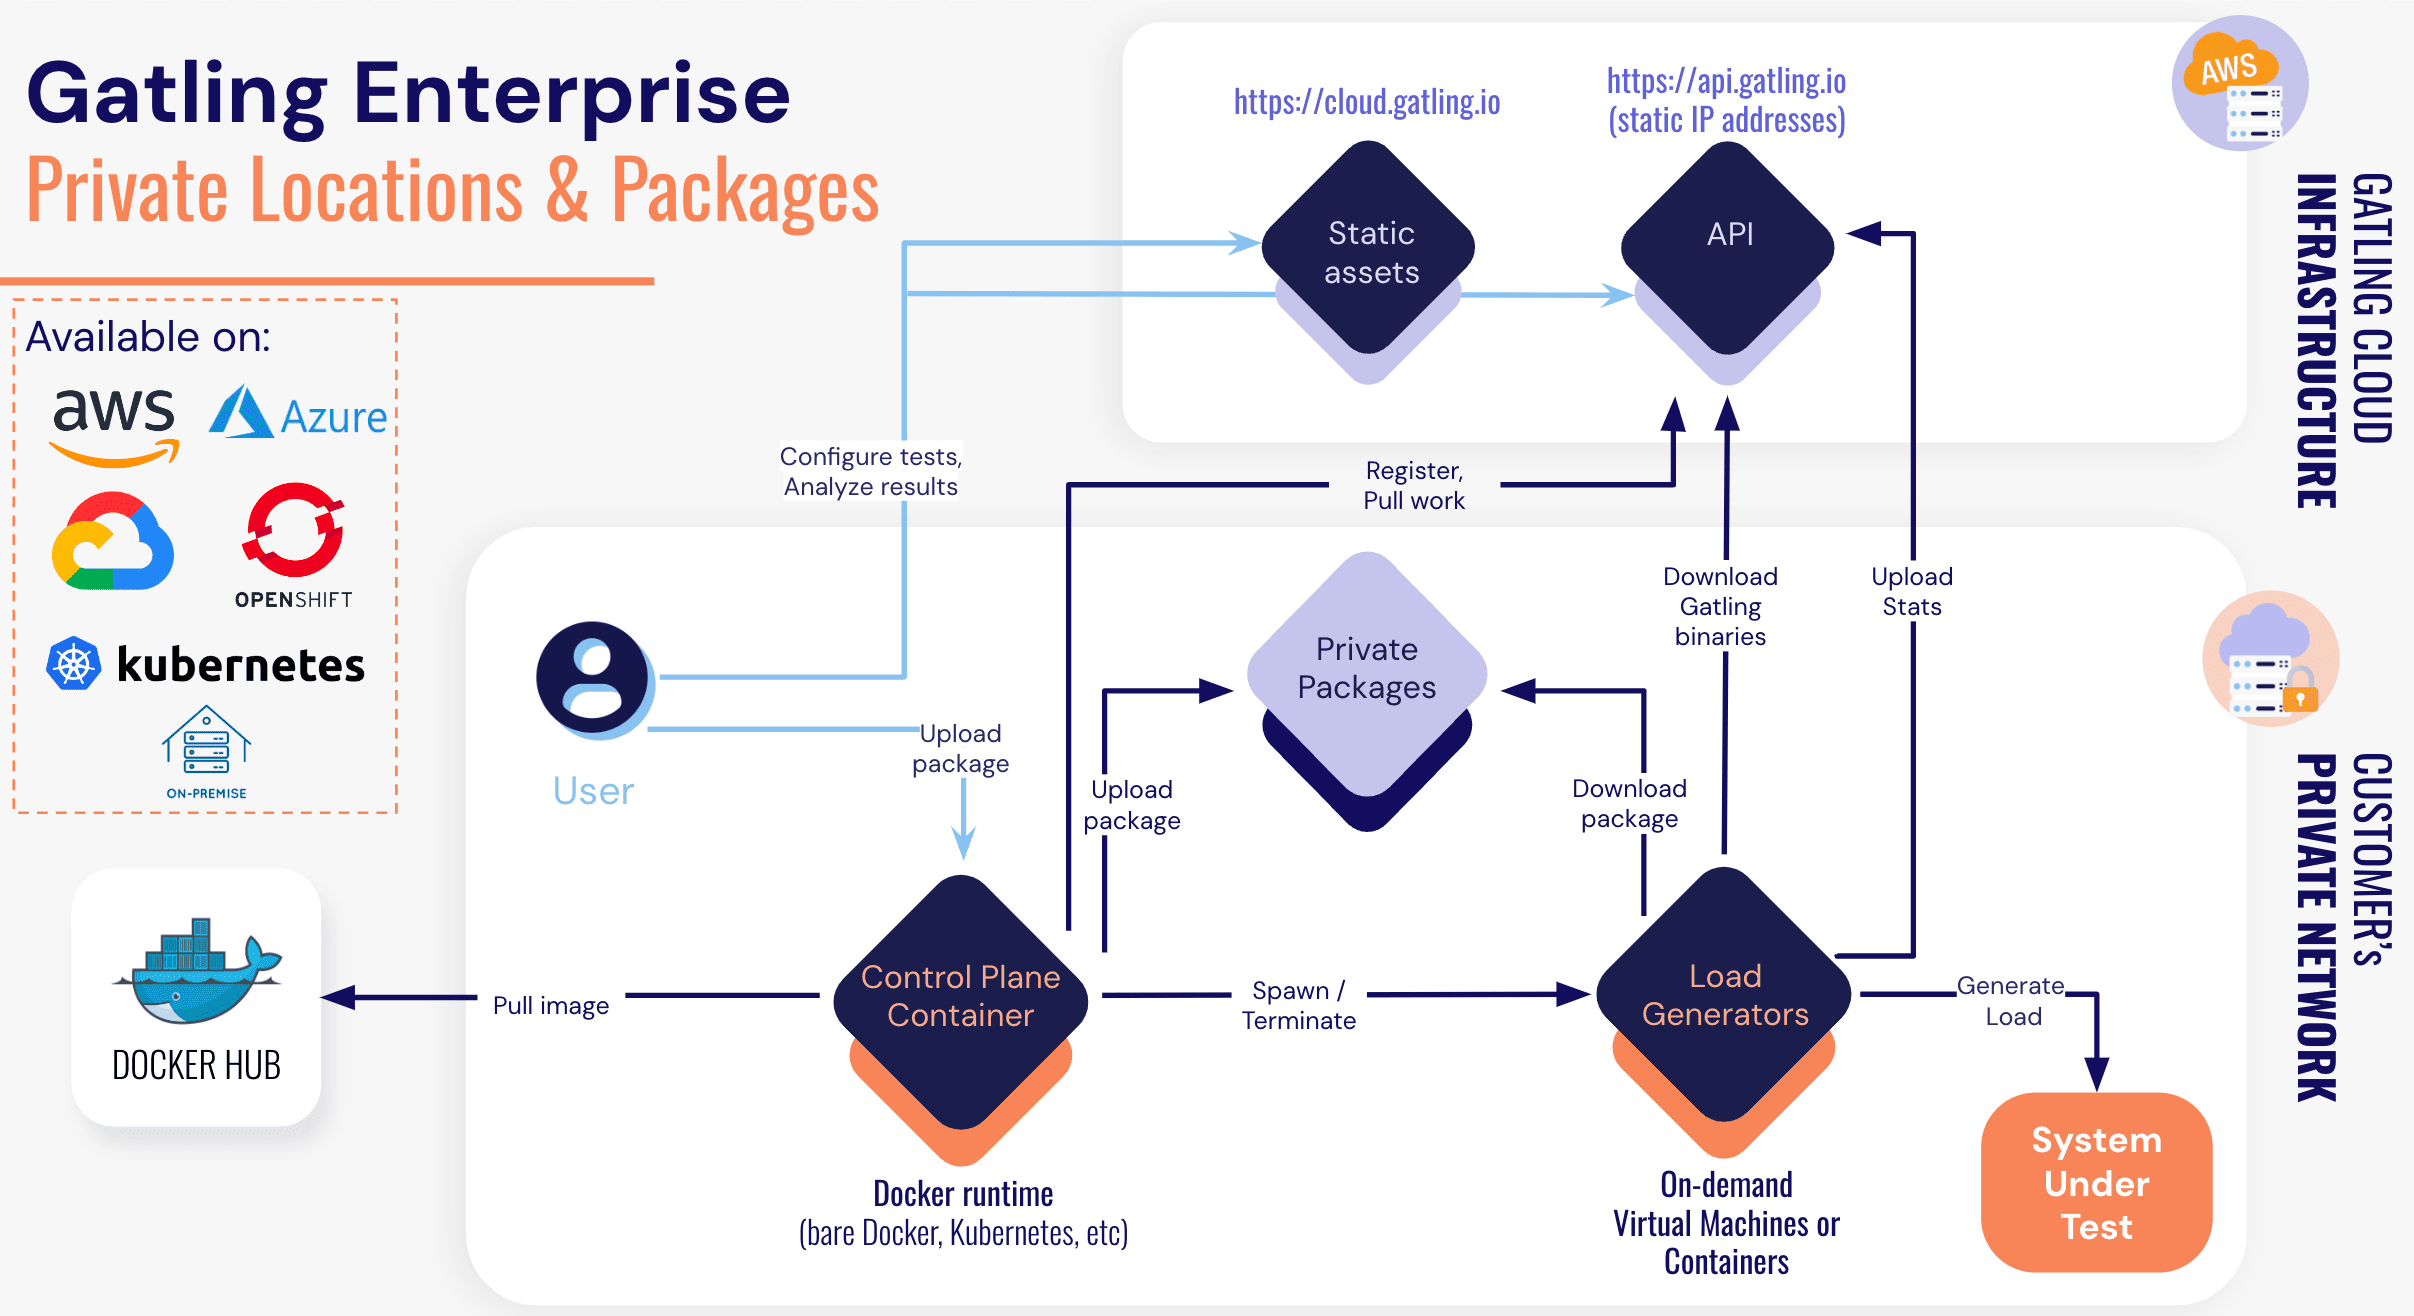 Gatling Enterprise
Private Locations & Packages
Available on:
aws
Azure
OPENSHIFT
kubernetes
ON-PREMISE
DOCKER HUB
https://cloud.gatling.io
https://api.gatling.io
(static IP addresses)
Static
assets
API
AWS
GATLING CLOUD
INFRASTRUCTURE
Configure tests,
Analyze results
Register,
Pull work
Download
Gatling
binaries
Upload
Stats
Private
Packages
User
Upload
package
Upload
package
Download
package
Control Plane
Container
Load
Generators
Pull image
Spawn /
Terminate
Generate
Load
Docker runtime
(bare Docker, Kubernetes, etc)
On-demand
Virtual Machines or
Containers
System
Under
Test
CUSTOMER's
PRIVATE NETWORK